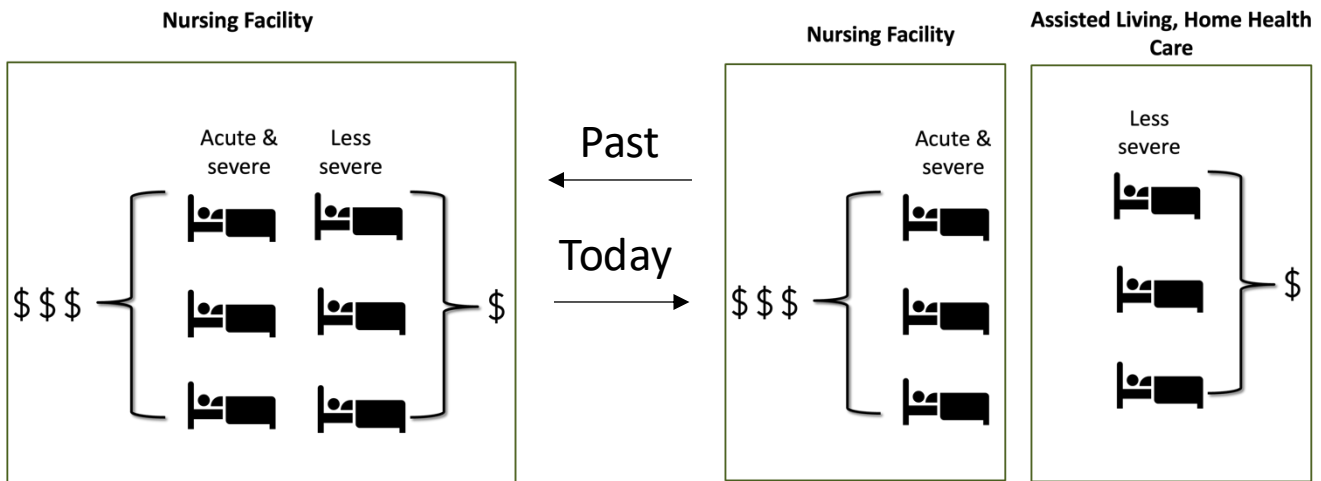 Nursing Facility
Acute &
severe
Less
severe
$ $ $
$
Past
Today
Nursing Facility
Acute &
severe
$ $ $
Assisted Living, Home Health
Care
Less
severe
$